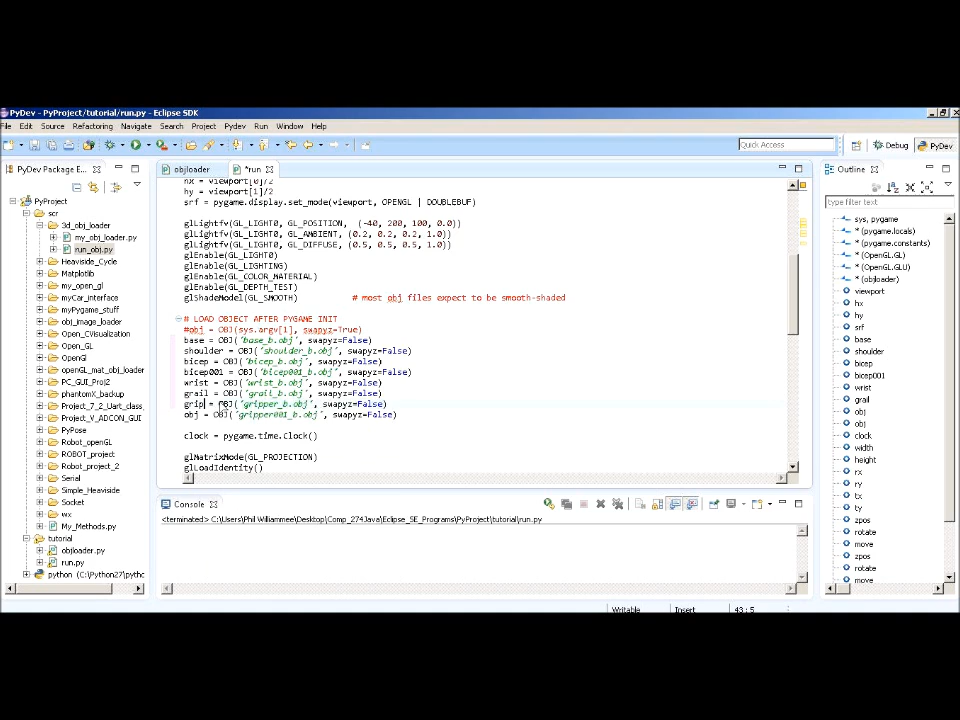 PyDev - PyProject/tutorial/run.py - Eclipse SDK
File Edit Source Refactoring Navigate Search Project Pydev Run Window Help
Quick Access
Debug PyDev
PyDev Package E...
PyProject
scr
3d_obj_loader
my_obj_loader.py
run_obj.py
Heaviside_Cycle
Matplotlib
my_open_gl
myCar_interface
myPygame_stuff
obj_image_loader
Open_CVisualization
Open_GL
OpenGl
openGL_mat_obj_loader
PC_GUI_Proj2
phantomX_backup
Project_7_2_Uart_class_
Project_V_ADCON_GUI
PyPose
Robot_openGL
ROBOT_project
Robot_project_2
Serial
Simple_Heaviside
Socket
wx
My_Methods.py
tutorial
objloader.py
run.py
python (C:\Python27\pytho
objloader *run
hx = viewport[0]/2
hy = viewport[1]/2
srf = pygame.display.set_mode(viewport, OPENGL | DOUBLEBUF)
glLightfv(GL_LIGHT0, GL_POSITION, (-40, 200, 100, 0.0))
glLightfv(GL_LIGHT0, GL_AMBIENT, (0.2, 0.2, 0.2, 1.0))
glLightfv(GL_LIGHT0, GL_DIFFUSE, (0.5, 0.5, 0.5, 1.0))
glEnable(GL_LIGHT0)
glEnable(GL_LIGHTING)
glEnable(GL_COLOR_MATERIAL)
glEnable(GL_DEPTH_TEST)
glShadeModel(GL_SMOOTH) # most obj files expect to be smooth-shaded
# LOAD OBJECT AFTER PYGAME INIT
#obj = OBJ(sys.argv[1], swapyz=True)
base = OBJ('base_b.obj', swapyz=False)
shoulder = OBJ('shoulder_b.obj', swapyz=False)
bicep = OBJ('bicep_b.obj', swapyz=False)
bicep001 = OBJ('bicep001_b.obj', swapyz=False)
wrist = OBJ('wrist_b.obj', swapyz=False)
grail = OBJ('grail_b.obj', swapyz=False)
grip = OBJ('gripper_b.obj', swapyz=False)
obj = OBJ('gripper001_b.obj', swapyz=False)
clock = pygame.time.Clock()
glMatrixMode(GL_PROJECTION)
glLoadIdentity()
Console
<terminated> C:\Users\Phil Williammee\Desktop\Comp_274Java\Eclipse_SE_Programs\PyProject\tutorial\run.py
Outline
type filter text
sys, pygame
* (pygame.locals)
* (pygame.constants)
* (OpenGL.GL)
* (OpenGL.GLU)
* (objloader)
viewport
hx
hy
srf
base
shoulder
bicep
bicep001
wrist
grail
obj
obj
clock
width
height
rx
ry
tx
ty
zpos
rotate
move
zpos
rotate
move
Writable Insert 43 : 5